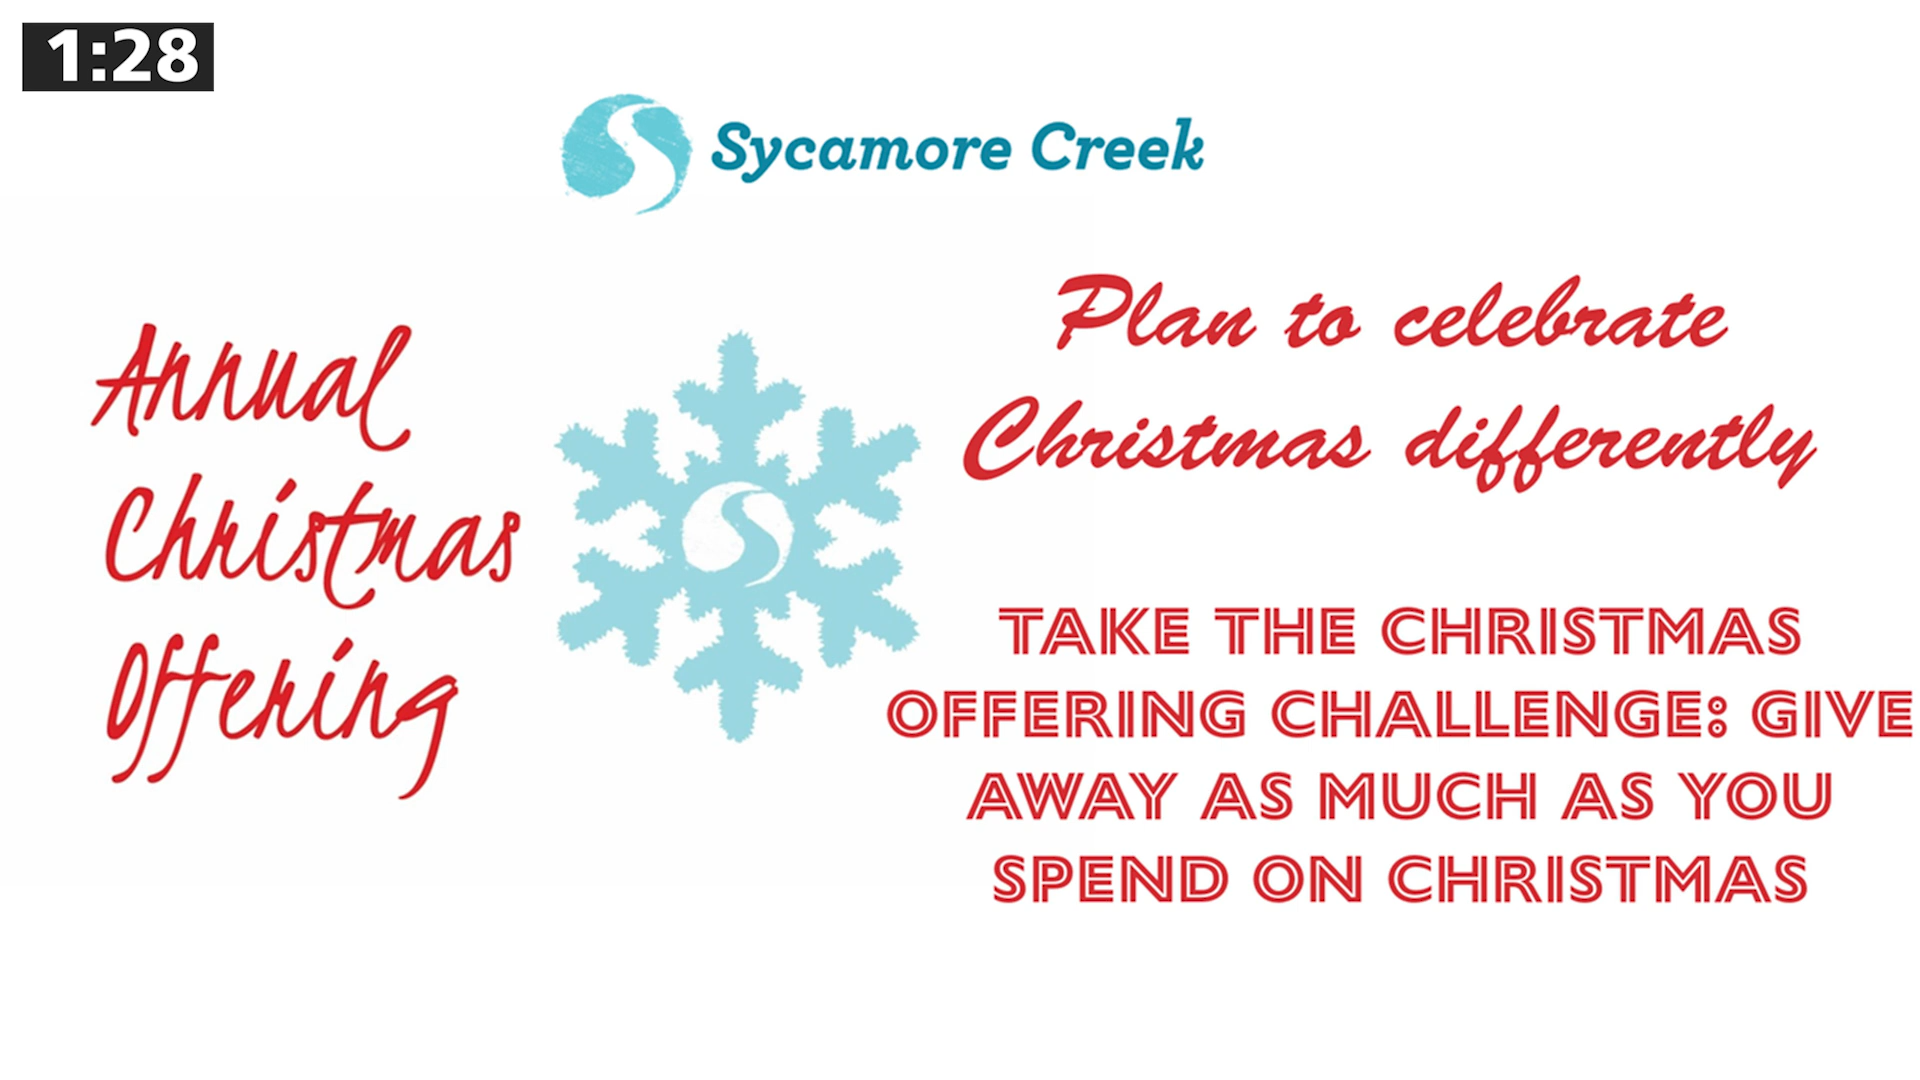 1:28
Sycamore Creek
Annual
Christmas
Offering
Plan to celebrate
Christmas differently
TAKE THE CHRISTMAS
OFFERING CHALLENGE: GIVE
AWAY AS MUCH AS YOU
SPEND ON CHRISTMAS